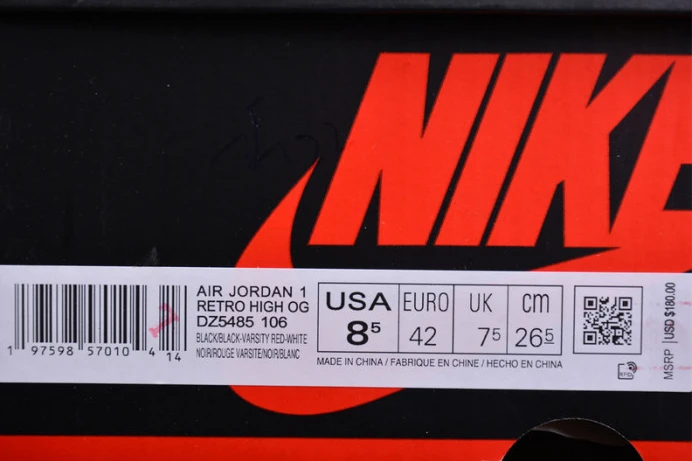 NIKE
AIR JORDAN 1
RETRO HIGH OG
DZ5485 106
BLACK/BLACK-VARSITY RED-WHITE
NOIR/ROUGE VARSITE/NOIR/BLANC
USA EURO UK cm
8⁵ 42 7⁵ 26⁵
MADE IN CHINA / FABRIQUE EN CHINE / HECHO EN CHINA
1 97598 57010 4 14
MSRP |USD $180.00